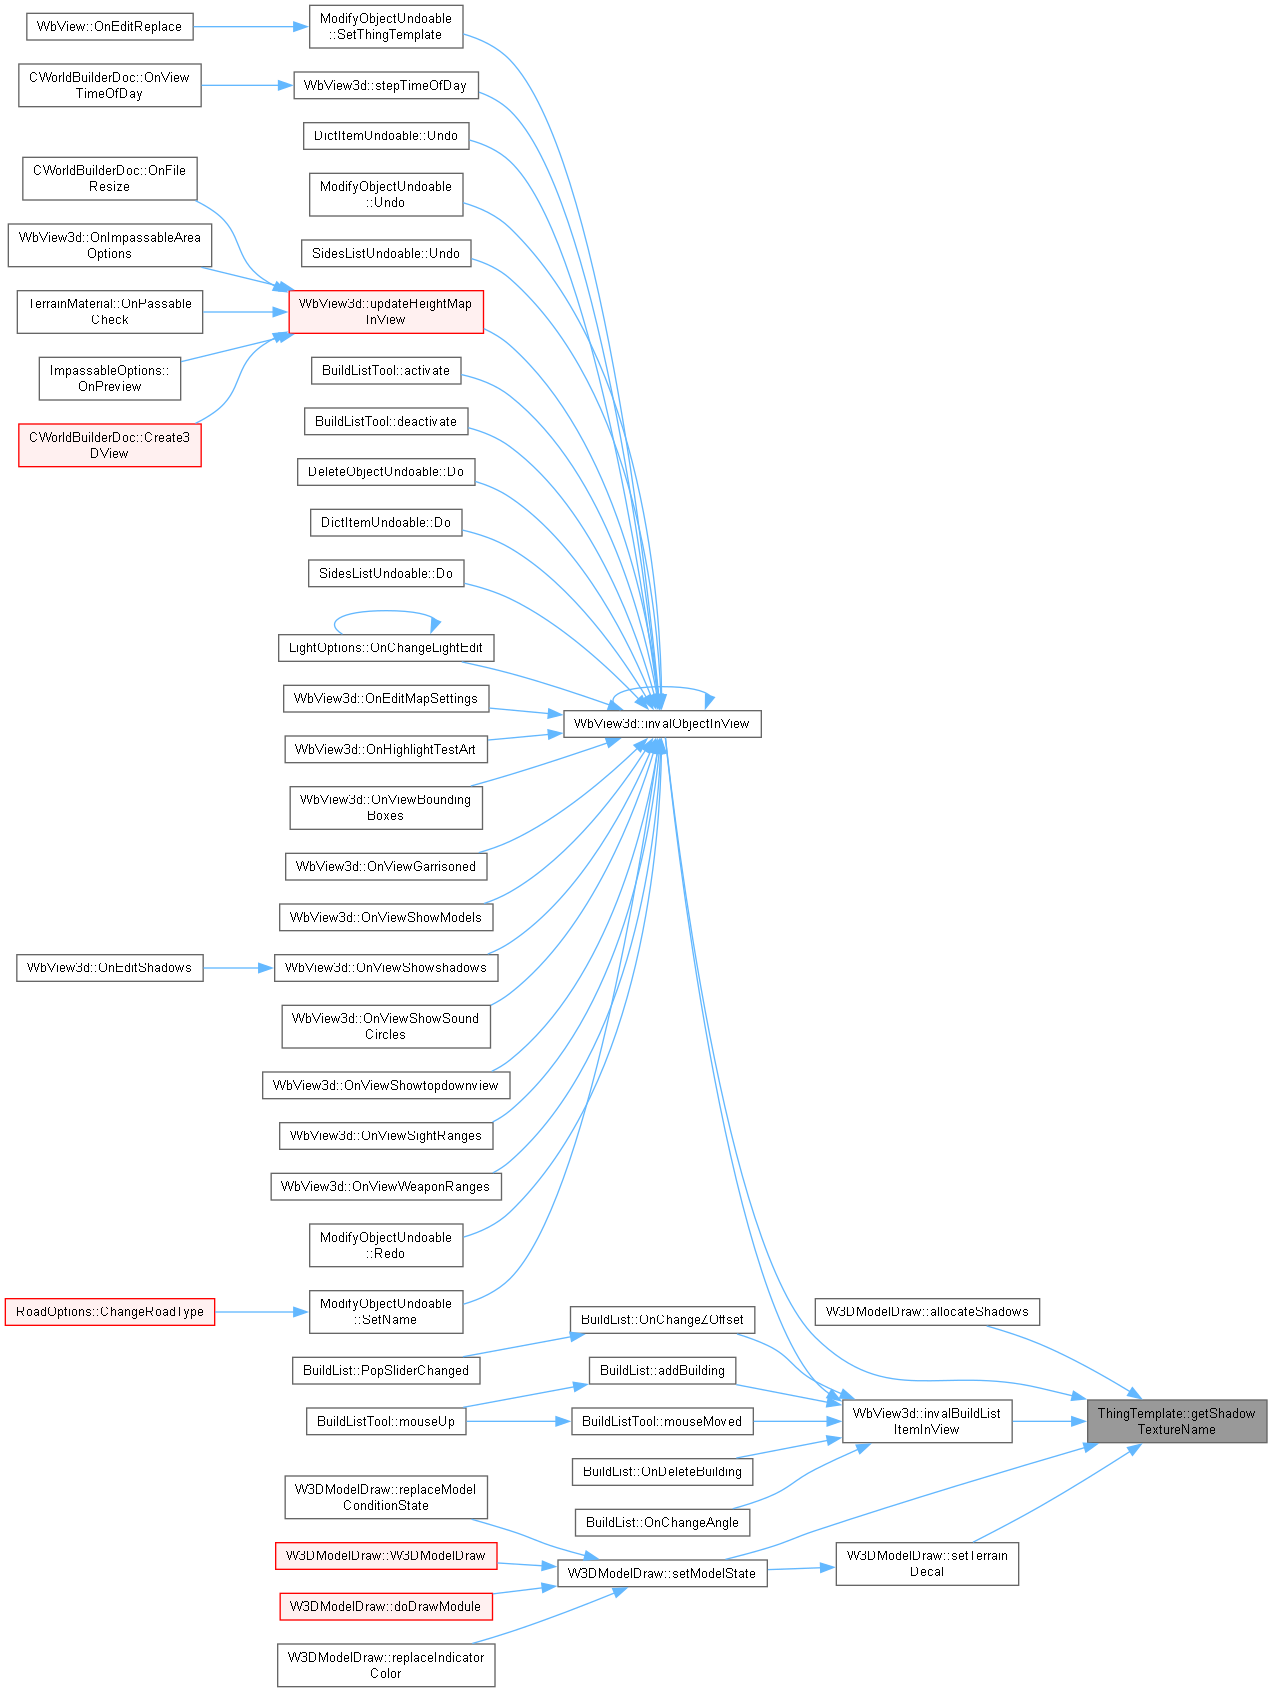 WbView::OnEditReplace
ModifyObjectUndoable
::SetThingTemplate
CWorldBuilderDoc::OnView
TimeOfDay
WbView3d::stepTimeOfDay
DictItemUndoable::Undo
CWorldBuilderDoc::OnFile
Resize
ModifyObjectUndoable
::Undo
WbView3d::OnImpassableArea
Options
SidesListUndoable::Undo
TerrainMaterial::OnPassable
Check
WbView3d::updateHeightMap
InView
ImpassableOptions::
OnPreview
BuildListTool::activate
CWorldBuilderDoc::Create3
DView
BuildListTool::deactivate
DeleteObjectUndoable::Do
DictItemUndoable::Do
SidesListUndoable::Do
LightOptions::OnChangeLightEdit
WbView3d::OnEditMapSettings
WbView3d::invalObjectInView
WbView3d::OnHighlightTestArt
WbView3d::OnViewBounding
Boxes
WbView3d::OnViewGarrisoned
WbView3d::OnViewShowModels
WbView3d::OnEditShadows
WbView3d::OnViewShowshadows
WbView3d::OnViewShowSound
Circles
WbView3d::OnViewShowtopdownview
WbView3d::OnViewSightRanges
WbView3d::OnViewWeaponRanges
ModifyObjectUndoable
::Redo
RoadOptions::ChangeRoadType
ModifyObjectUndoable
::SetName
BuildList::OnChangeZOffset
W3DModelDraw::allocateShadows
BuildList::PopSliderChanged
BuildList::addBuilding
BuildListTool::mouseUp
BuildListTool::mouseMoved
WbView3d::invalBuildList
ItemInView
ThingTemplate::getShadow
TextureName
BuildList::OnDeleteBuilding
W3DModelDraw::replaceModel
ConditionState
BuildList::OnChangeAngle
W3DModelDraw::W3DModelDraw
W3DModelDraw::setModelState
W3DModelDraw::setTerrain
Decal
W3DModelDraw::doDrawModule
W3DModelDraw::replaceIndicator
Color